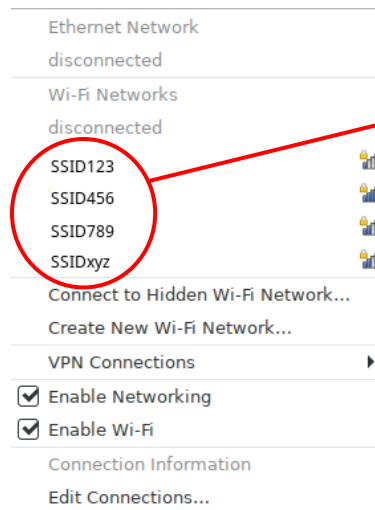 Ethernet Network
disconnected
Wi-Fi Networks
disconnected
SSID123
SSID456
SSID789
SSIDxyz
Connect to Hidden Wi-Fi Network...
Create New Wi-Fi Network...
VPN Connections
Enable Networking
Enable Wi-Fi
Connection Information
Edit Connections...